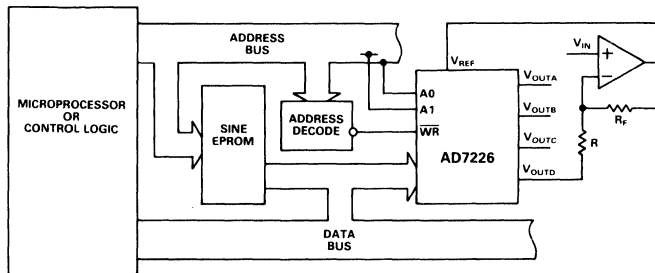 MICROPROCESSOR
OR
CONTROL LOGIC
ADDRESS
BUS
SINE
EPROM
ADDRESS
DECODE
A0
A1
WR
AD7226
VREF
VOUTA
VOUTB
VOUTC
VOUTD
VIN
+
−
RF
R
DATA
BUS